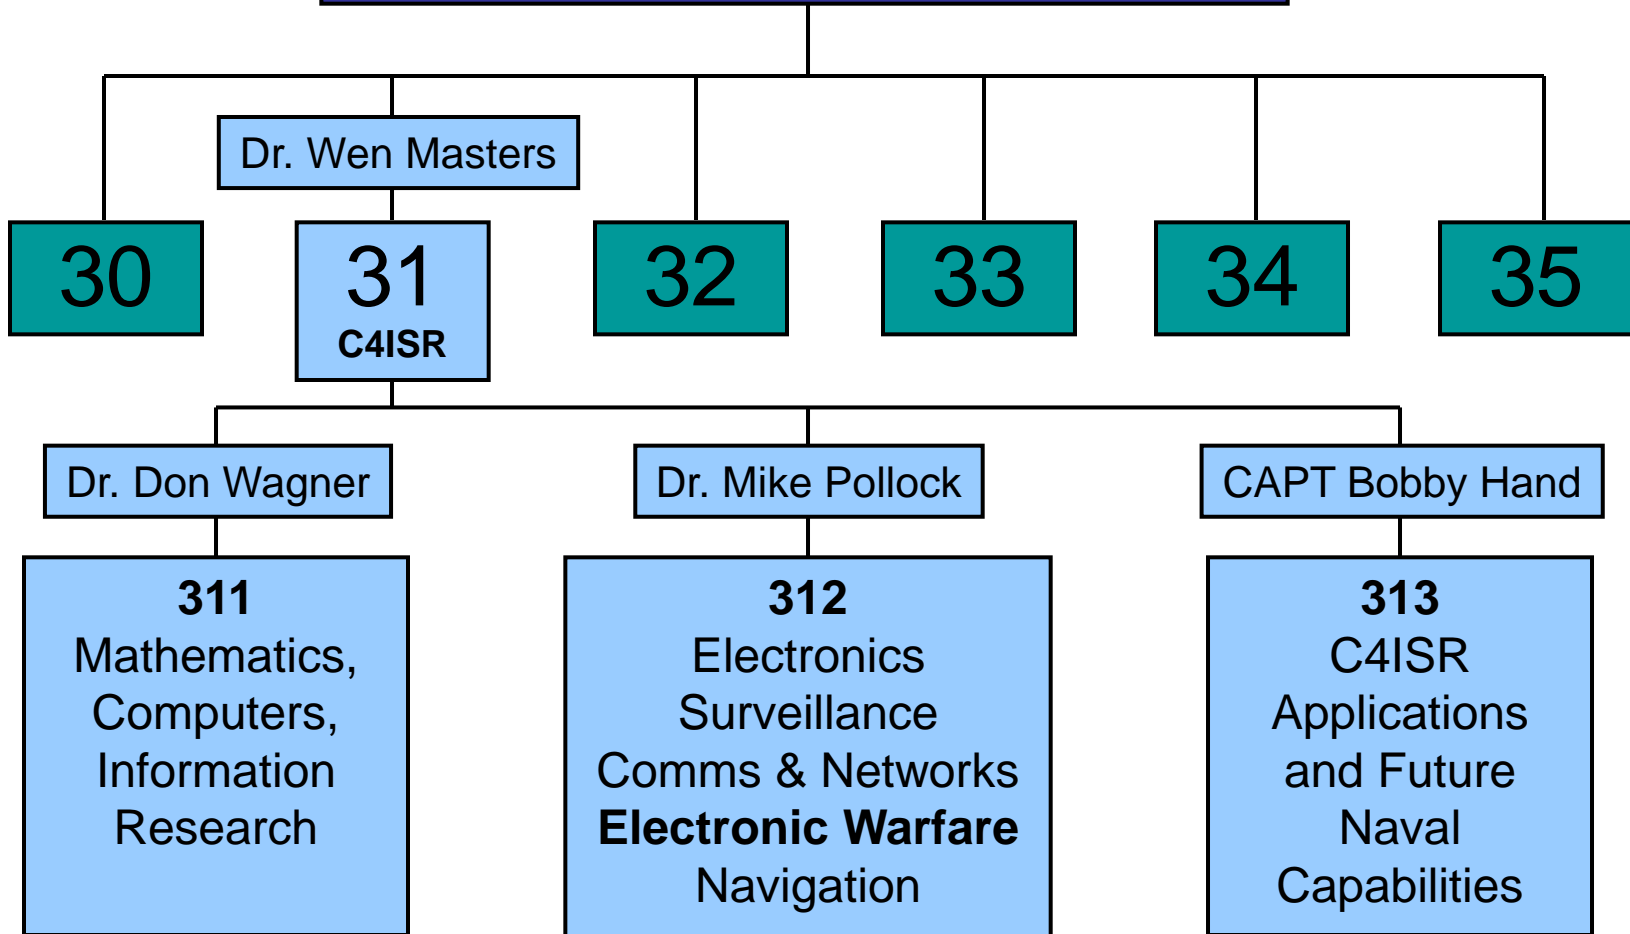 Dr. Wen Masters
30
31
C4ISR
32
33
34
35
Dr. Don Wagner
Dr. Mike Pollock
CAPT Bobby Hand
311
Mathematics,
Computers,
Information
Research
312
Electronics
Surveillance
Comms & Networks
Electronic Warfare
Navigation
313
C4ISR
Applications
and Future
Naval
Capabilities